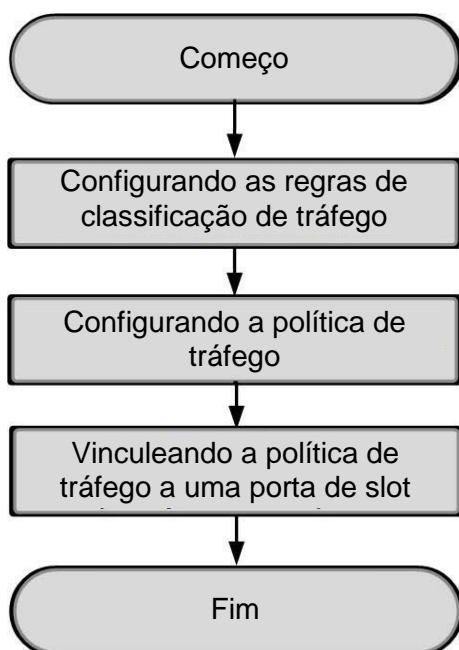 Começo
Configurando as regras de
classificação de tráfego
Configurando a política de
tráfego
Vinculeando a política de
tráfego a uma porta de slot
Fim